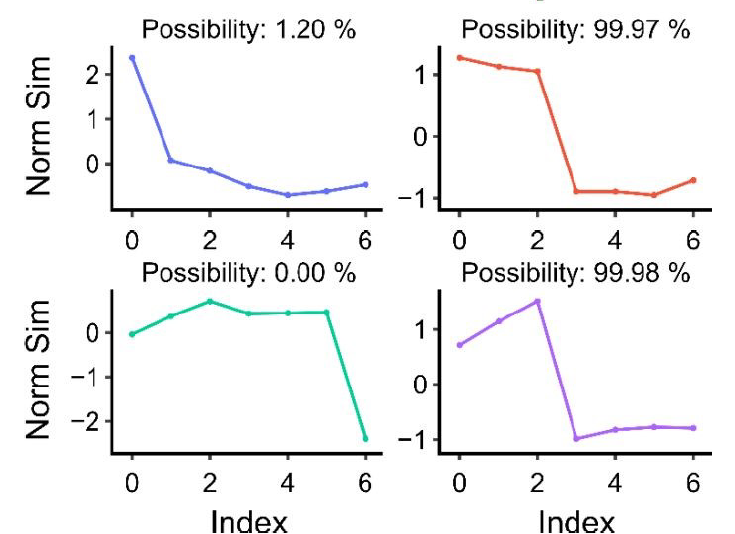 Possibility: 1.20 %
Norm Sim
2
1
0
0 2 4 6
Possibility: 99.97 %
1
0
−1
0 2 4 6
Possibility: 0.00 %
Norm Sim
0
−1
−2
0 2 4 6
Index
Possibility: 99.98 %
1
0
−1
0 2 4 6
Index